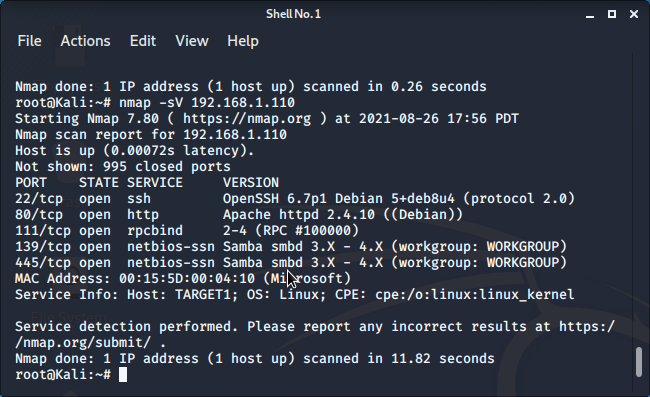 Shell No. 1
File Actions Edit View Help
Nmap done: 1 IP address (1 host up) scanned in 0.26 seconds
root@Kali:~# nmap -sV 192.168.1.110
Starting Nmap 7.80 ( https://nmap.org ) at 2021-08-26 17:56 PDT
Nmap scan report for 192.168.1.110
Host is up (0.00072s latency).
Not shown: 995 closed ports
PORT    STATE SERVICE     VERSION
22/tcp  open  ssh         OpenSSH 6.7p1 Debian 5+deb8u4 (protocol 2.0)
80/tcp  open  http        Apache httpd 2.4.10 ((Debian))
111/tcp open  rpcbind     2-4 (RPC #100000)
139/tcp open  netbios-ssn Samba smbd 3.X - 4.X (workgroup: WORKGROUP)
445/tcp open  netbios-ssn Samba smbd 3.X - 4.X (workgroup: WORKGROUP)
MAC Address: 00:15:5D:00:04:10 (Microsoft)
Service Info: Host: TARGET1; OS: Linux; CPE: cpe:/o:linux:linux_kernel
File System
Service detection performed. Please report any incorrect results at https:/
/nmap.org/submit/ .
Nmap done: 1 IP address (1 host up) scanned in 11.82 seconds
root@Kali:~#